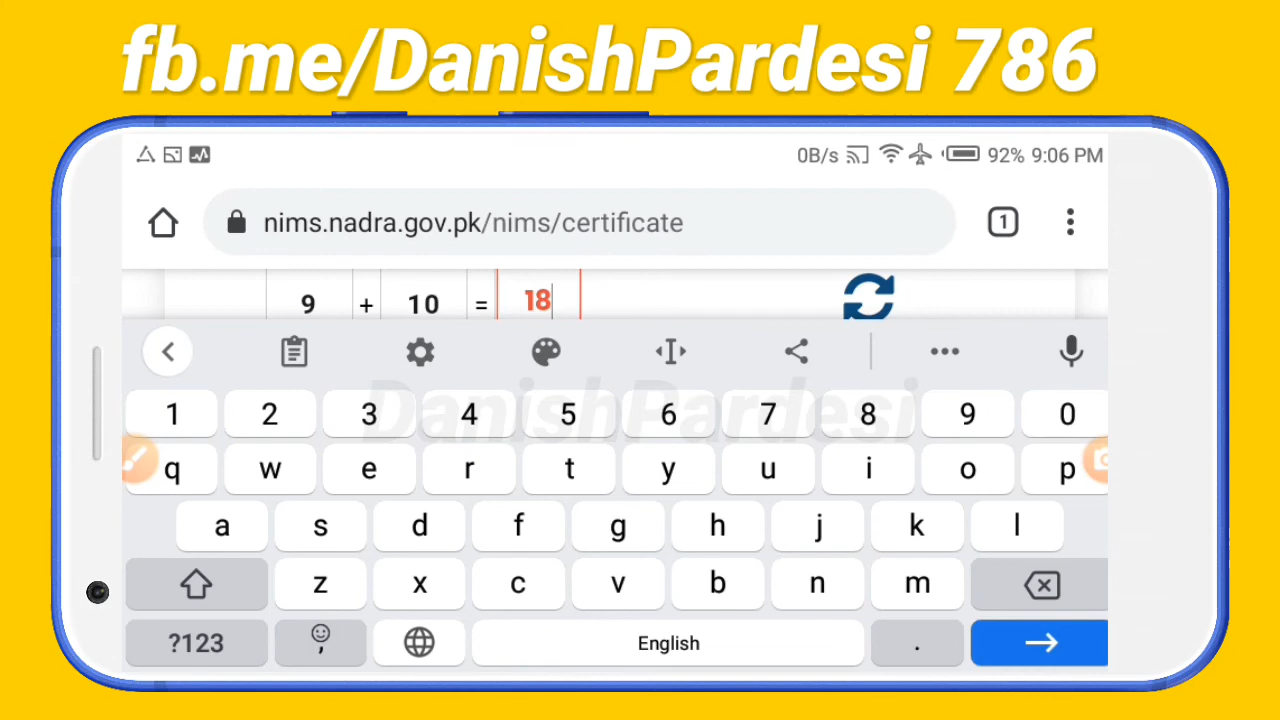 fb.me/DanishPardesi 786
0B/s 92% 9:06 PM
nims.nadra.gov.pk/nims/certificate 1
9 + 10 = 18
DanishPardesi
1 2 3 4 5 6 7 8 9 0
q w e r t y u i o p
a s d f g h j k l
z x c v b n m
?123 , English .